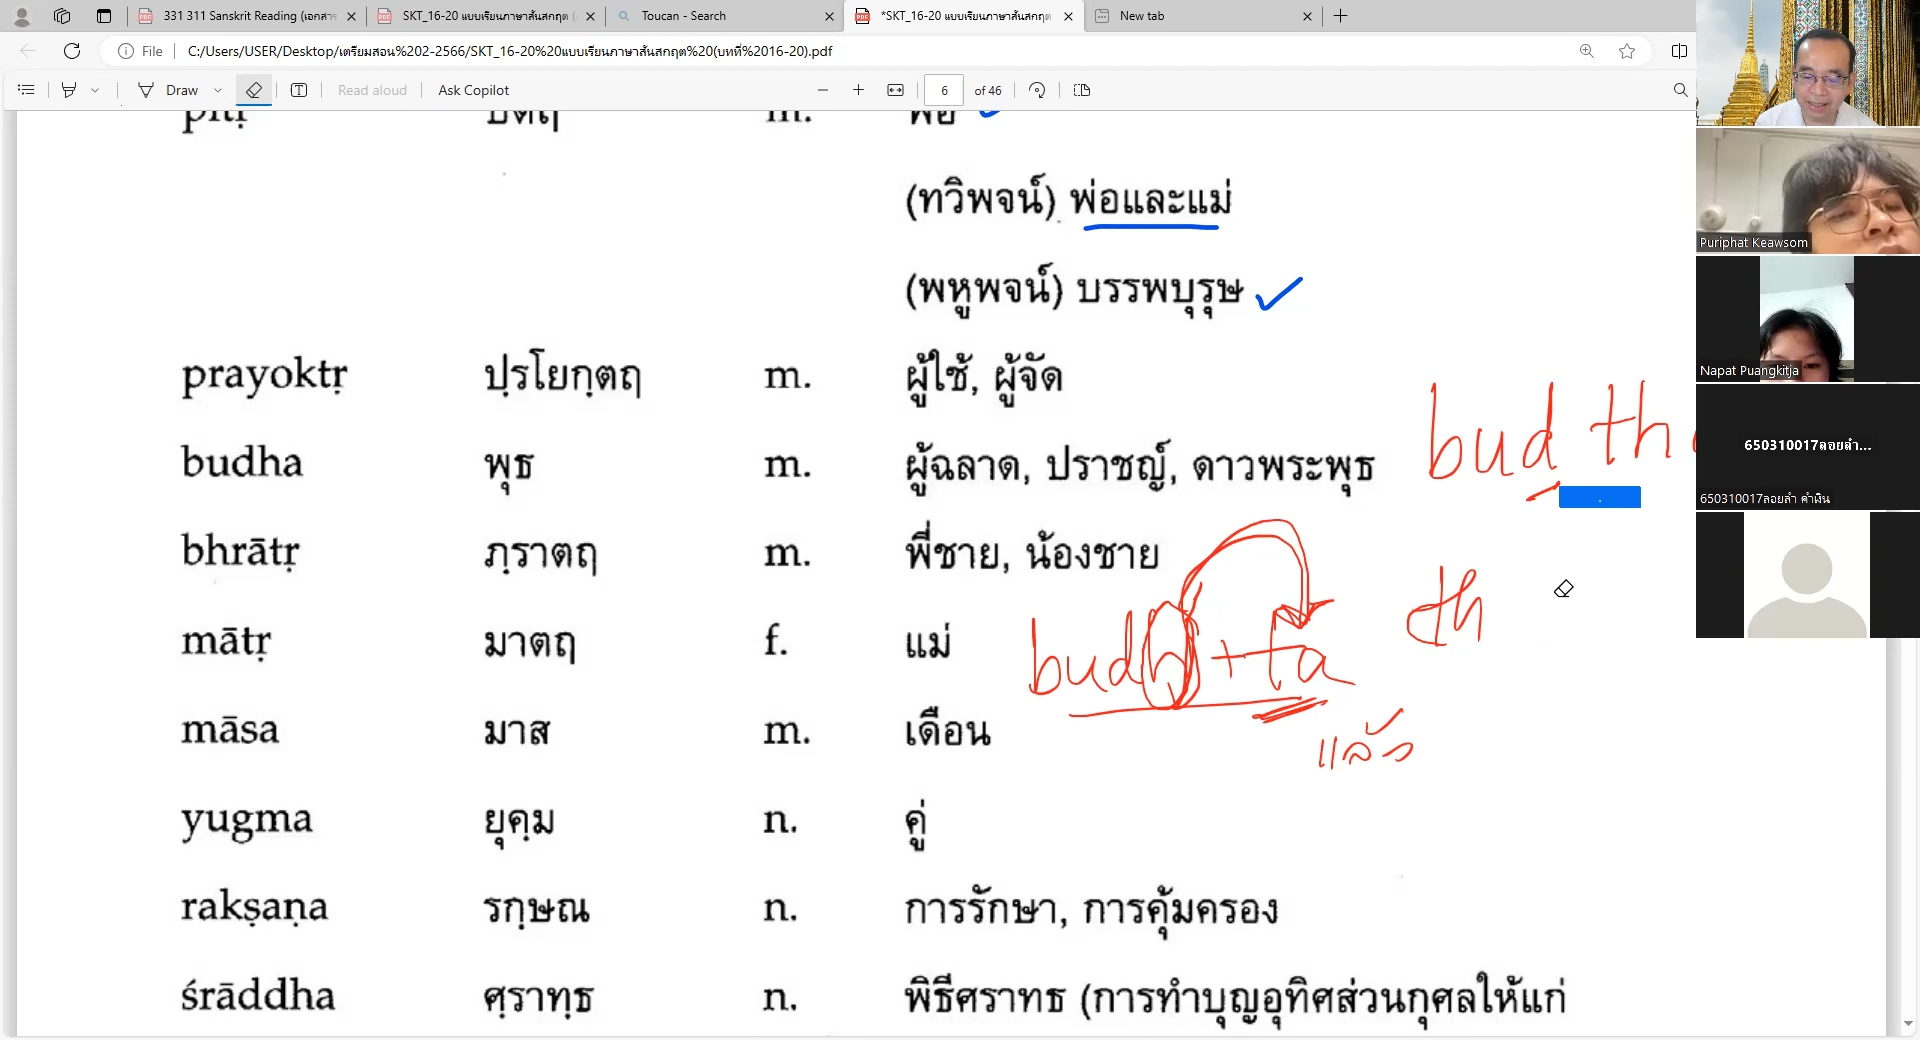 331 311 Sanskrit Reading (เอกสาร
SKT_16-20 แบบเรียนภาษาสันสกฤต (
Toucan - Search
*SKT_16-20 แบบเรียนภาษาสันสกฤต
New tab
File C:/Users/USER/Desktop/เตรียมสอน%202-2566/SKT_16-20%20แบบเรียนภาษาสันสกฤต%20(บทที่%2016-20).pdf
Draw
Read aloud
Ask Copilot
6 of 46
pitṛ ปิตฤ m. พ่อ
(ทวิพจน์) พ่อและแม่
(พหูพจน์) บรรพบุรุษ
prayoktṛ ปฺรโยกฺตฤ m. ผู้ใช้, ผู้จัด
budha พุธ m. ผู้ฉลาด, ปราชญ์, ดาวพระพุธ
bud tha
bhrātṛ ภฺราตฤ m. พี่ชาย, น้องชาย
mātṛ มาตฤ f. แม่
budh + ta
dh
māsa มาส m. เดือน
แล้ว
yugma ยุคฺม n. คู่
rakṣaṇa รกฺษณ n. การรักษา, การคุ้มครอง
śrāddha ศฺราทฺธ n. พิธีศราทธ (การทำบุญอุทิศส่วนกุศลให้แก่
Puriphat Keawsom
Napat Puangkitja
650310017ลอยลำ...
650310017ลอยลำ คำผิน